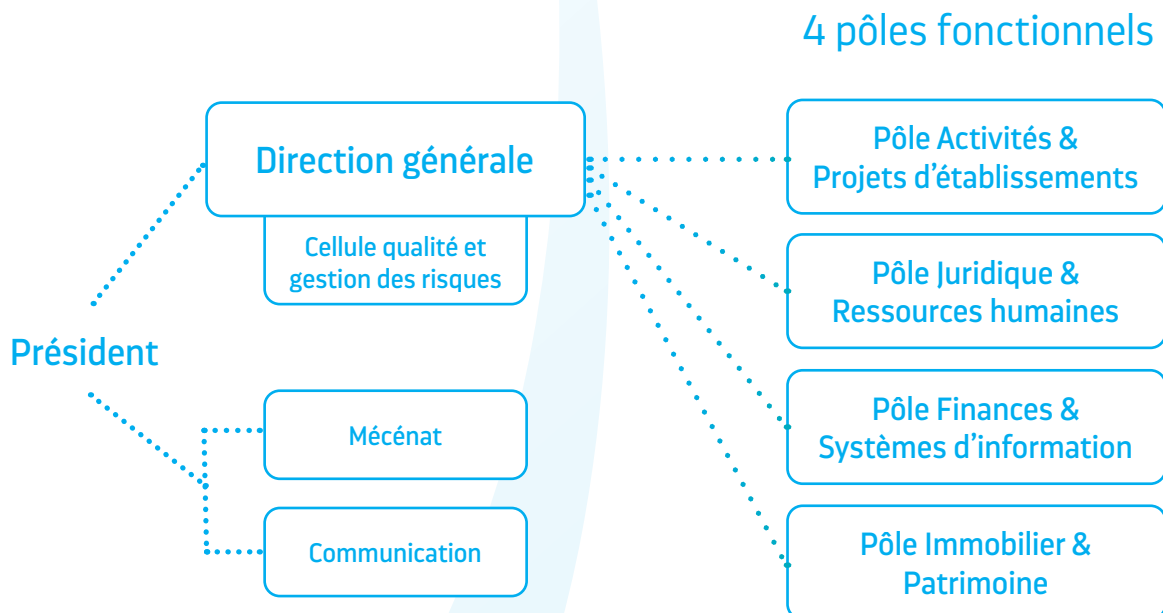 4 pôles fonctionnels
Direction générale
Cellule qualité et
gestion des risques
Président
Mécénat
Communication
Pôle Activités &
Projets d'établissements
Pôle Juridique &
Ressources humaines
Pôle Finances &
Systèmes d'information
Pôle Immobilier &
Patrimoine